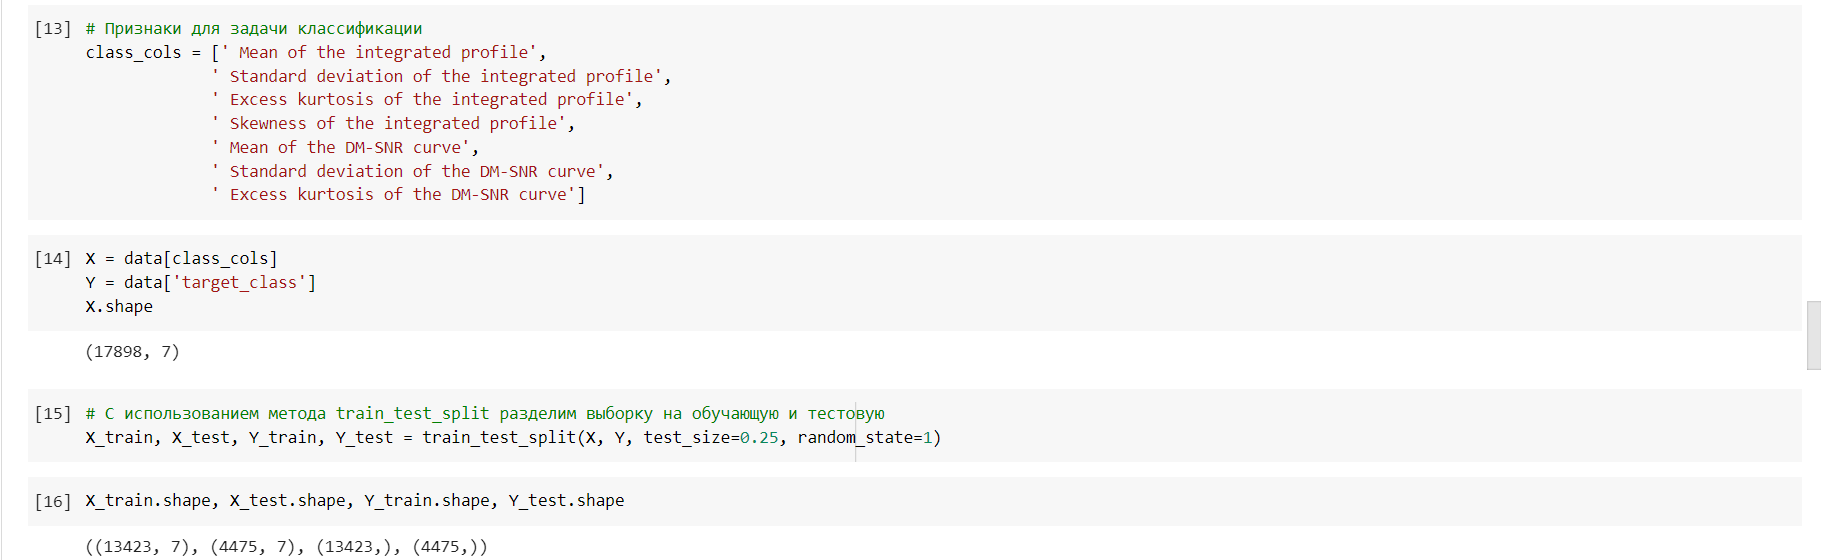 [13] # Признаки для задачи классификации
class_cols = [' Mean of the integrated profile',
' Standard deviation of the integrated profile',
' Excess kurtosis of the integrated profile',
' Skewness of the integrated profile',
' Mean of the DM-SNR curve',
' Standard deviation of the DM-SNR curve',
' Excess kurtosis of the DM-SNR curve']
[14] X = data[class_cols]
Y = data['target_class']
X.shape
(17898, 7)
[15] # С использованием метода train_test_split разделим выборку на обучающую и тестовую
X_train, X_test, Y_train, Y_test = train_test_split(X, Y, test_size=0.25, random_state=1)
[16] X_train.shape, X_test.shape, Y_train.shape, Y_test.shape
((13423, 7), (4475, 7), (13423,), (4475,))